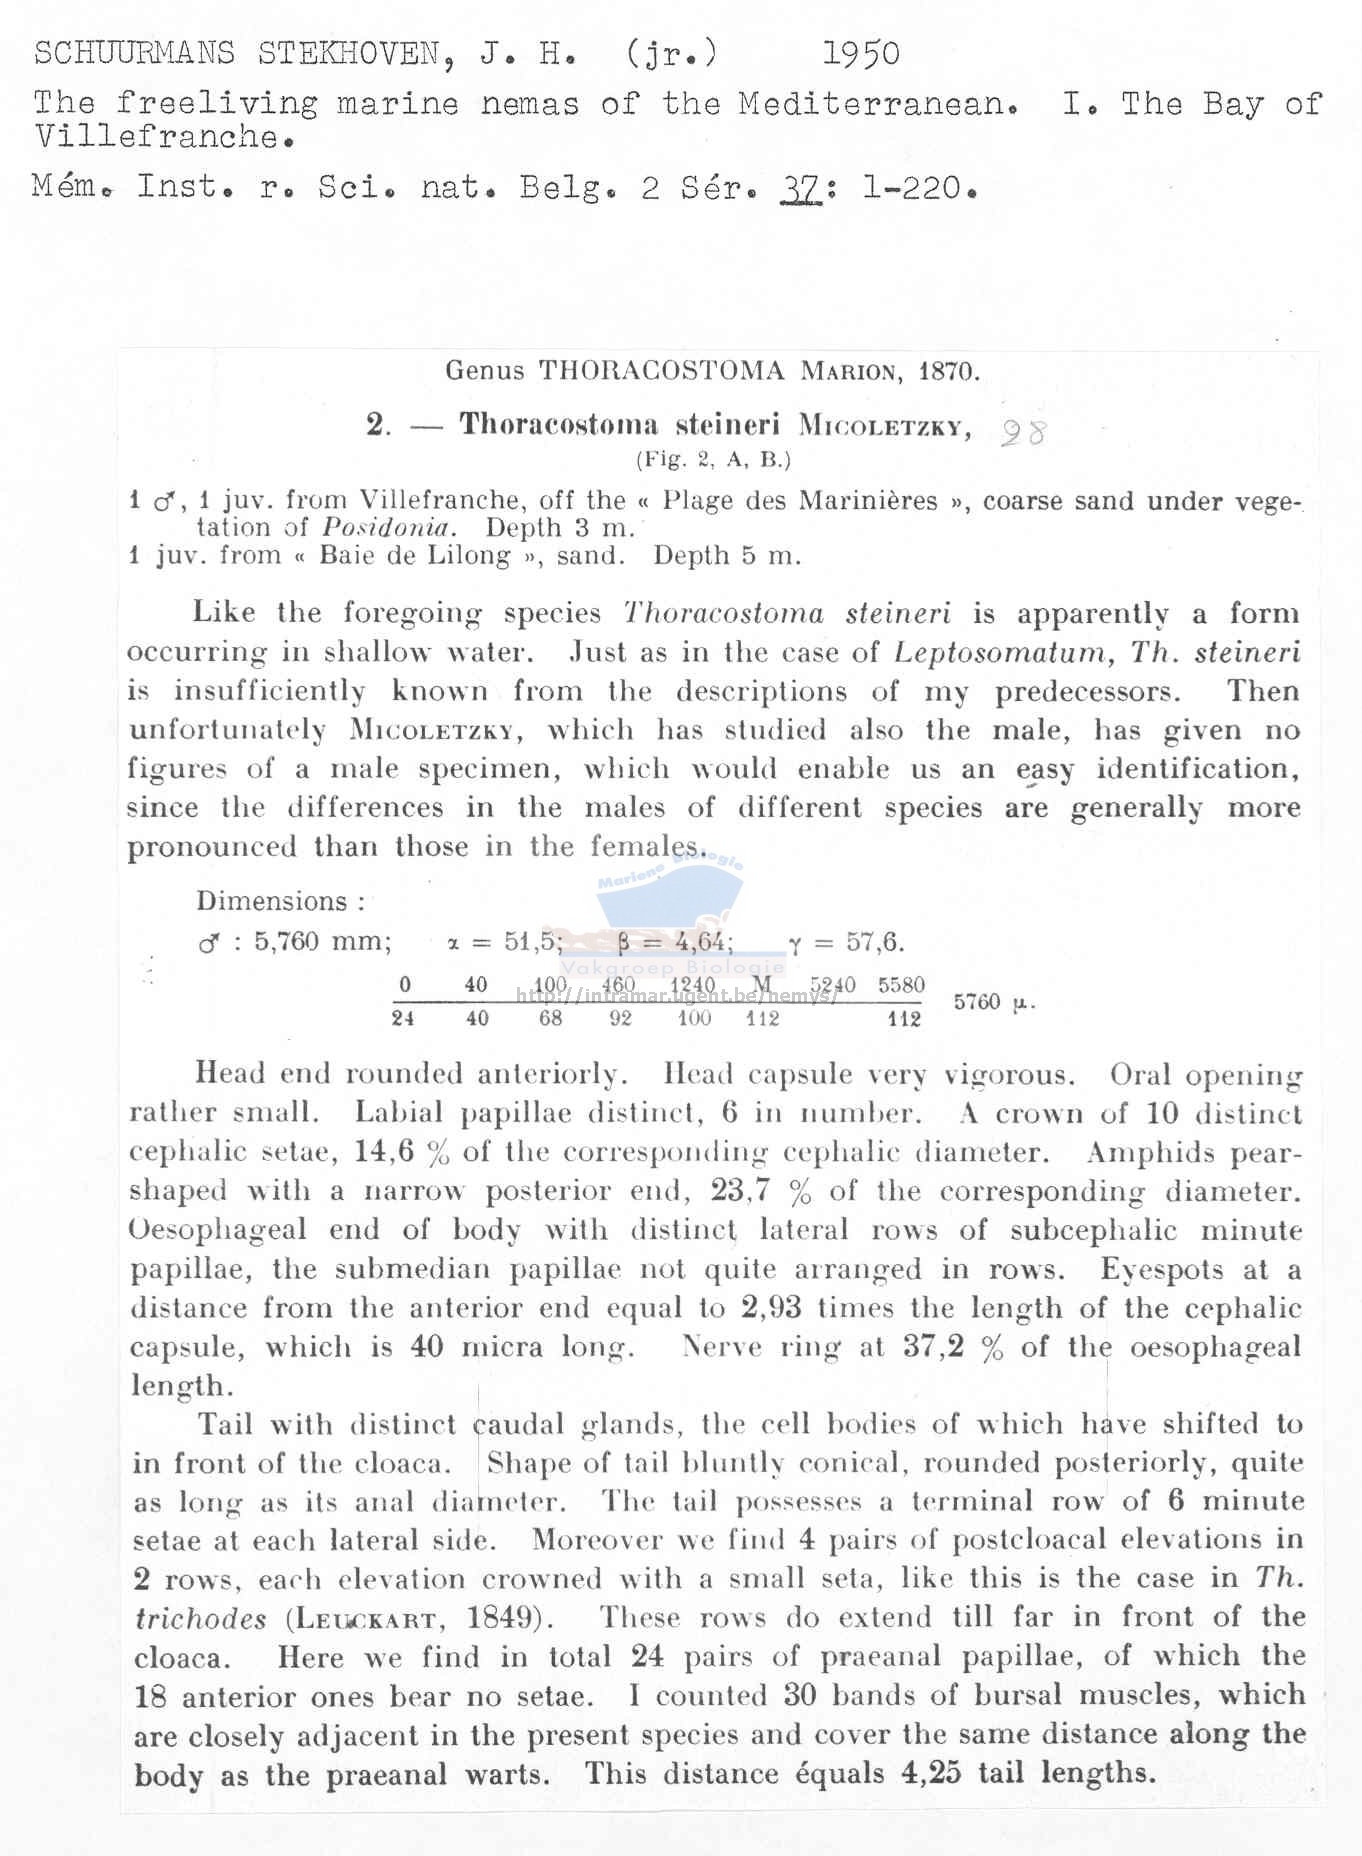 SCHUURMANS STEKHOVEN, J. H. (jr.) 1950
The freeliving marine nemas of the Mediterranean. I. The Bay of
Villefranche.
Mém. Inst. r. Sci. nat. Belg. 2 Sér. 37: 1-220.
Genus THORACOSTOMA MARION, 1870.
2. — Thoracostoma steineri MICOLETZKY, 28
(Fig. 2, A, B.)
1 ♂, 1 juv. from Villefranche, off the « Plage des Marinières », coarse sand under vege-
tation of Posidonia. Depth 3 m.
1 juv. from « Baie de Lilong », sand. Depth 5 m.
Like the foregoing species Thoracostoma steineri is apparently a form
occurring in shallow water. Just as in the case of Leptosomatum, Th. steineri
is insufficiently known from the descriptions of my predecessors. Then
unfortunately MICOLETZKY, which has studied also the male, has given no
figures of a male specimen, which would enable us an easy identification,
since the differences in the males of different species are generally more
pronounced than those in the females.
Mariene Biologie
Dimensions :
♂ : 5,760 mm; α = 51,5; β = 4,64; γ = 57,6.
Vakgroep Biologie
0 40 100 460 1240 M 5240 5580
http://intramar.ugent.be/nemys/
5760 µ.
24 40 68 92 100 112 112
Head end rounded anteriorly. Head capsule very vigorous. Oral opening
rather small. Labial papillae distinct, 6 in number. A crown of 10 distinct
cephalic setae, 14,6 % of the corresponding cephalic diameter. Amphids pear-
shaped with a narrow posterior end, 23,7 % of the corresponding diameter.
Oesophageal end of body with distinct lateral rows of subcephalic minute
papillae, the submedian papillae not quite arranged in rows. Eyespots at a
distance from the anterior end equal to 2,93 times the length of the cephalic
capsule, which is 40 micra long. Nerve ring at 37,2 % of the oesophageal
length.
Tail with distinct caudal glands, the cell bodies of which have shifted to
in front of the cloaca. Shape of tail bluntly conical, rounded posteriorly, quite
as long as its anal diameter. The tail possesses a terminal row of 6 minute
setae at each lateral side. Moreover we find 4 pairs of postcloacal elevations in
2 rows, each elevation crowned with a small seta, like this is the case in Th.
trichodes (LEUCKART, 1849). These rows do extend till far in front of the
cloaca. Here we find in total 24 pairs of praeanal papillae, of which the
18 anterior ones bear no setae. I counted 30 bands of bursal muscles, which
are closely adjacent in the present species and cover the same distance along the
body as the praeanal warts. This distance équals 4,25 tail lengths.